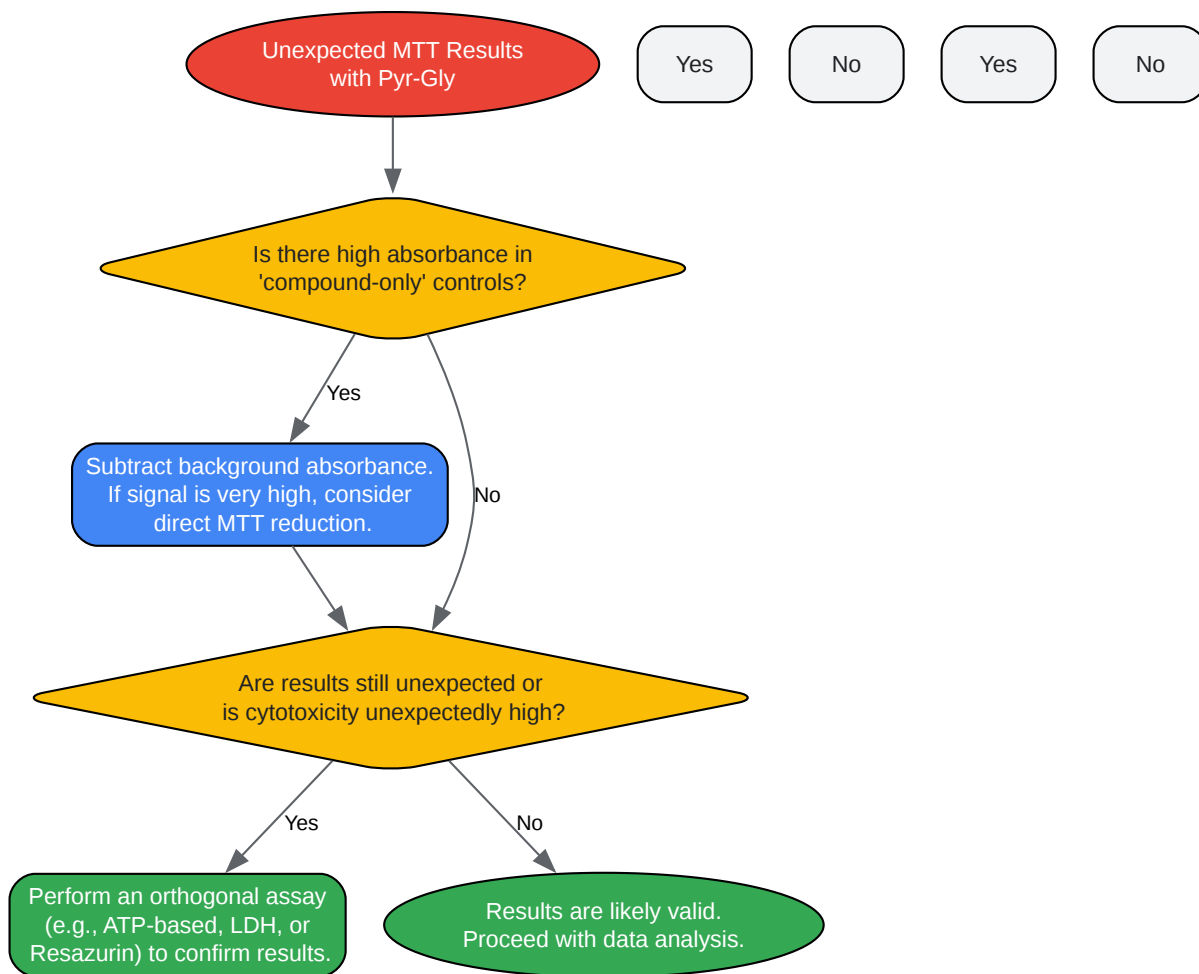 Unexpected MTT Results
with Pyr-Gly
Yes
No
Yes
No
Is there high absorbance in
'compound-only' controls?
Yes
Subtract background absorbance.
If signal is very high, consider
direct MTT reduction.
No
Are results still unexpected or
is cytotoxicity unexpectedly high?
Yes
No
Perform an orthogonal assay
(e.g., ATP-based, LDH, or
Resazurin) to confirm results.
Results are likely valid.
Proceed with data analysis.